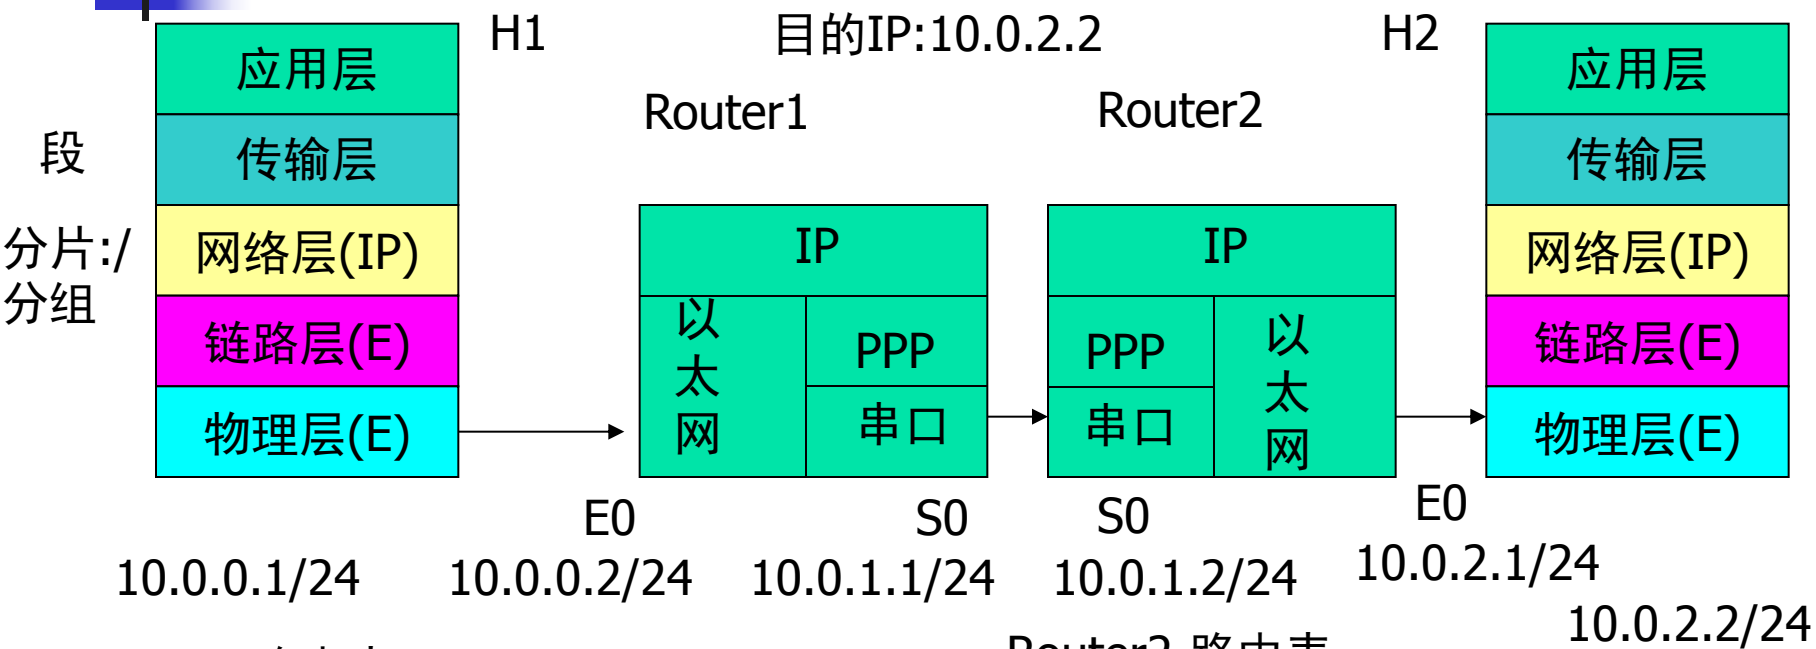 H1
目的IP:10.0.2.2
H2
应用层
应用层
Router1
Router2
段
传输层
传输层
分片:/
分组
网络层(IP)
IP
IP
网络层(IP)
链路层(E)
以太网
PPP
PPP
以太网
链路层(E)
物理层(E)
串口
串口
物理层(E)
E0
S0
S0
E0
10.0.0.1/24
10.0.0.2/24
10.0.1.1/24
10.0.1.2/24
10.0.2.1/24
10.0.2.2/24
Router2 路由表